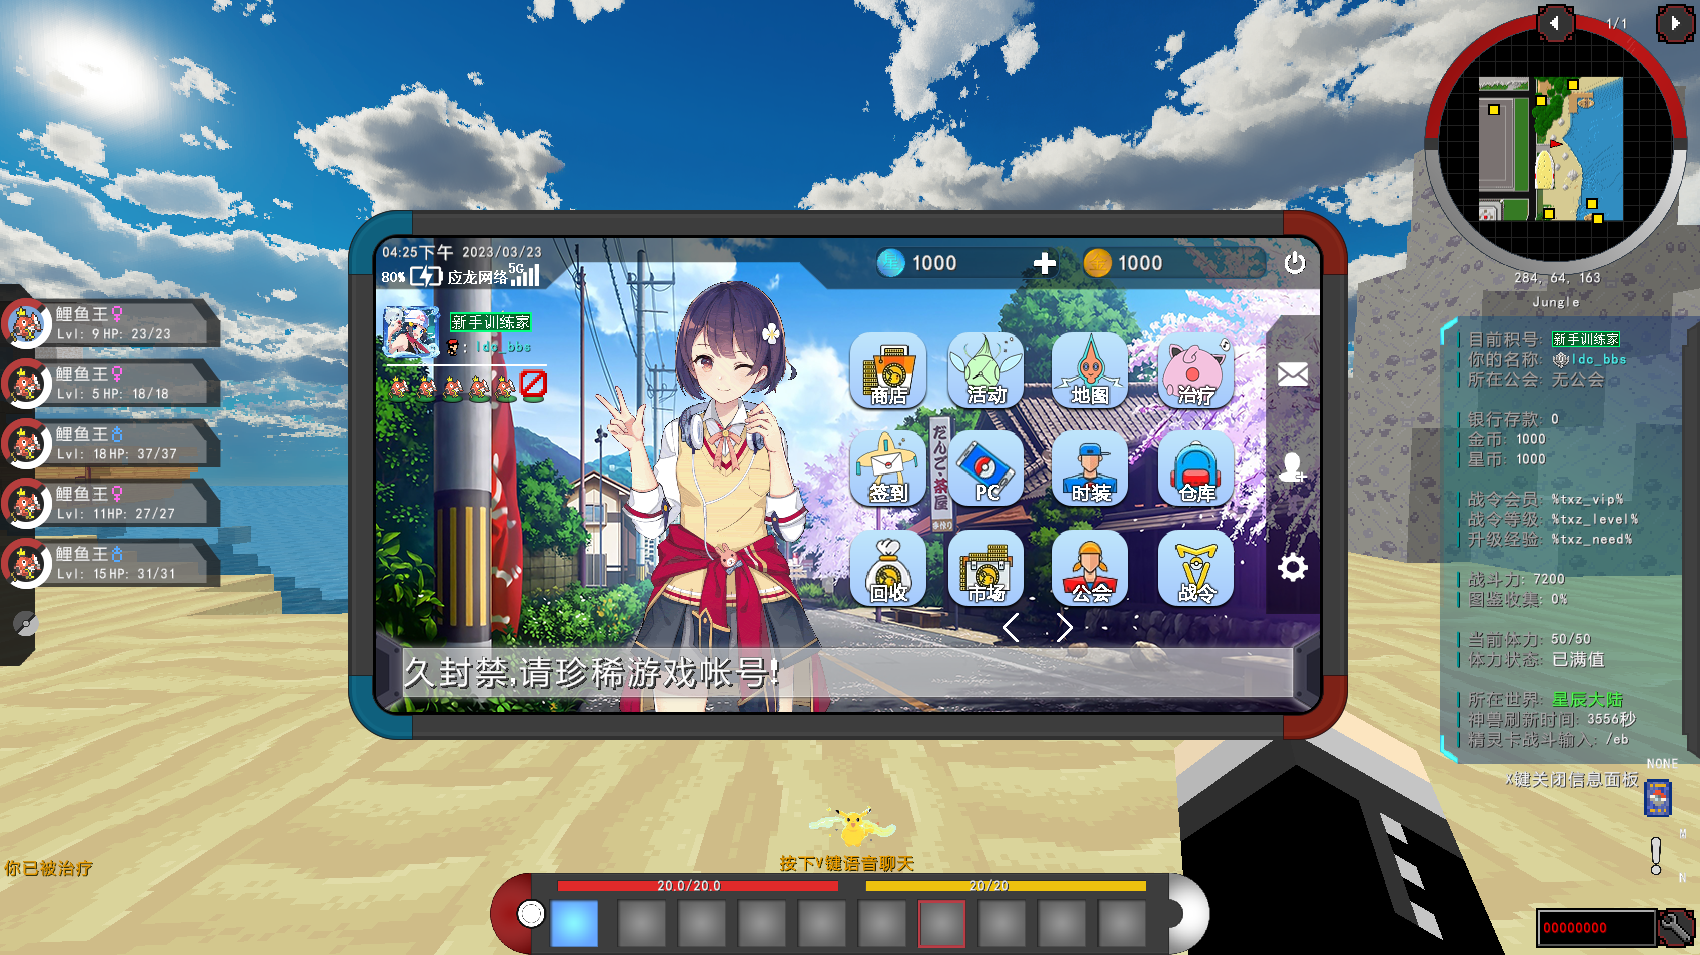 1/1
284, 64, 163
Jungle
04:25下午 2023/03/23
80% 应龙网络 5G
星 1000
金 1000
新手训练家
: ldc_bbs
鲤鱼王♀
Lvl: 9 HP: 23/23
鲤鱼王♀
Lvl: 5 HP: 18/18
鲤鱼王♂
Lvl: 18 HP: 37/37
鲤鱼王♀
Lvl: 11 HP: 27/27
鲤鱼王♂
Lvl: 15 HP: 31/31
商店
活动
地图
治疗
签到
PC
时装
仓库
回收
市场
公会
战令
だんご・茶屋
久封禁,请珍稀游戏帐号!
目前积号: 新手训练家
你的名称: ldc_bbs
所在公会: 无公会
银行存款: 0
金币: 1000
星币: 1000
战令会员: %txz_vip%
战令等级: %txz_level%
升级经验: %txz_need%
战斗力: 7200
图鉴收集: 0%
当前体力: 50/50
体力状态: 已满值
所在世界: 星辰大陆
神兽刷新时间: 3556秒
精灵卡战斗输入: /eb
NONE
X键关闭信息面板
M
N
你已被治疗
按下V键语音聊天
20.0/20.0
20/20
00000000